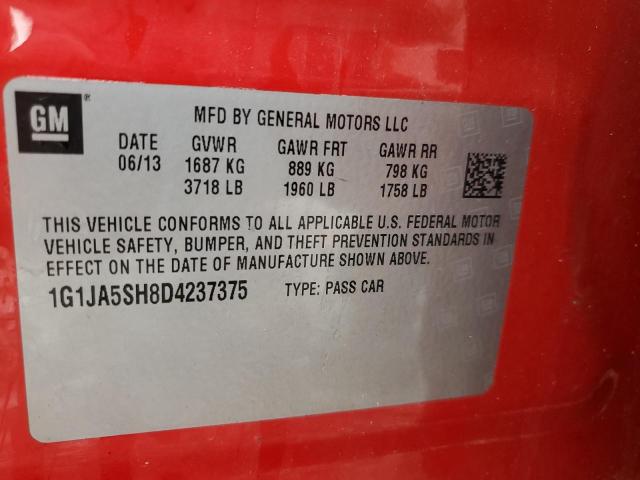 GM®
MFD BY GENERAL MOTORS LLC
DATE GVWR GAWR FRT GAWR RR
06/13 1687 KG 889 KG 798 KG
3718 LB 1960 LB 1758 LB
THIS VEHICLE CONFORMS TO ALL APPLICABLE U.S. FEDERAL MOTOR
VEHICLE SAFETY, BUMPER, AND THEFT PREVENTION STANDARDS IN
EFFECT ON THE DATE OF MANUFACTURE SHOWN ABOVE.
1G1JA5SH8D4237375 TYPE: PASS CAR